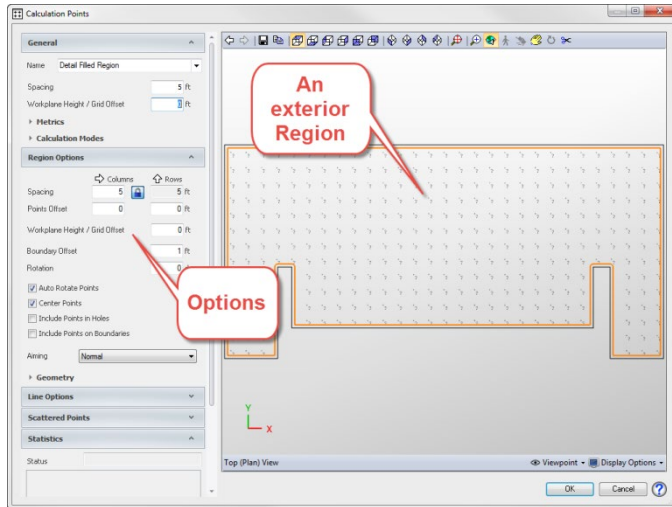 Calculation Points
General
Name Detail Filled Region
Spacing 5 ft
Workplane Height / Grid Offset 0 ft
Metrics
Calculation Modes
Region Options
Columns Rows
Spacing 5 5 ft
Points Offset 0 0 ft
Workplane Height / Grid Offset 0 ft
Boundary Offset 1 ft
Rotation 0
Auto Rotate Points
Center Points
Include Points in Holes
Include Points on Boundaries
Aiming Normal
Geometry
Line Options
Scattered Points
Statistics
Status
An
exterior
Region
Options
Y
X
Top (Plan) View Viewpoint Display Options
OK Cancel ?